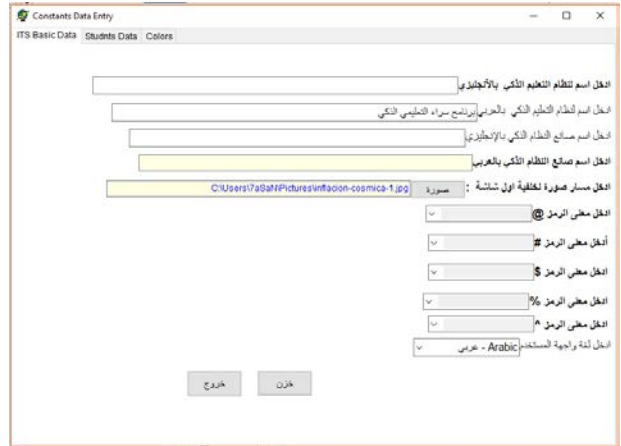 Constants Data Entry
ITS Basic Data Studnts Data Colors
ادخل اسم لنظام التعليم الذكي بالآنجليزي
ادخل اسم لنظام التعليم الذكي بالعربي برنامج سراء التعليمي الذكي
ادخل اسم صانع النظام الذكي بالإنجليزي
ادخل اسم صانع النظام الذكي بالعربي
ادخل مسار صورة لخلفية اول شاشة : صورة C:\Users\7aSaN\Pictures\inflacion-cosmica-1.jpg
ادخل معنى الرمز @
أدخل معنى الرمز #
ادخل معنى الرمز $
ادخل معنى الرمز %
ادخل معنى الرمز ^
ادخل لغة واجهة المستخدم Arabic - عربي
خزن خروج